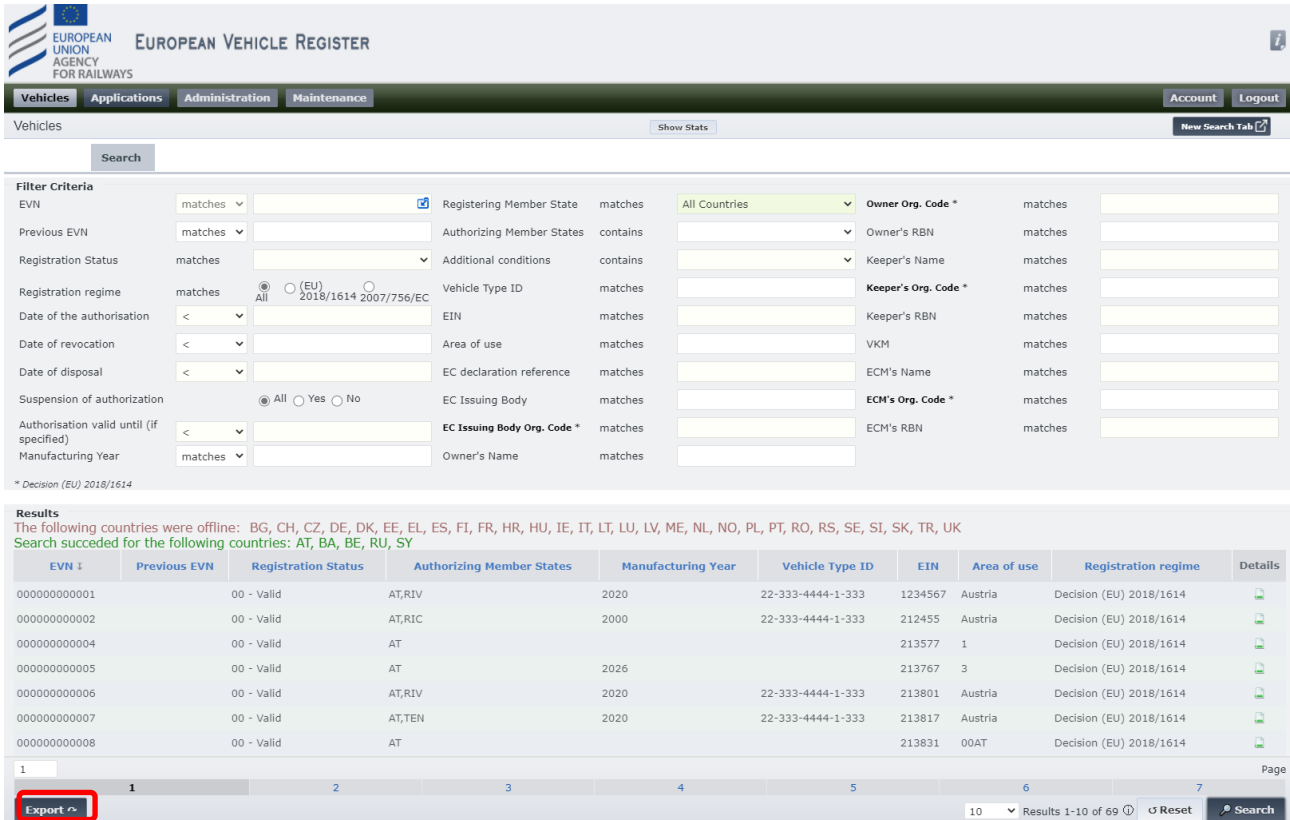 EUROPEAN
UNION
AGENCY
FOR RAILWAYS
EUROPEAN VEHICLE REGISTER
i
Vehicles Applications Administration Maintenance Account Logout
Vehicles Show Stats New Search Tab
Search
Filter Criteria
EVN matches Registering Member State matches All Countries Owner Org. Code * matches
Previous EVN matches Authorizing Member States contains Owner's RBN matches
Registration Status matches Additional conditions contains Keeper's Name matches
Registration regime matches All (EU) 2018/1614 2007/756/EC Vehicle Type ID matches Keeper's Org. Code * matches
Date of the authorisation < EIN matches Keeper's RBN matches
Date of revocation < Area of use matches VKM matches
Date of disposal < EC declaration reference matches ECM's Name matches
Suspension of authorization All Yes No EC Issuing Body matches ECM's Org. Code * matches
Authorisation valid until (if specified) < EC Issuing Body Org. Code * matches ECM's RBN matches
Manufacturing Year matches Owner's Name matches
* Decision (EU) 2018/1614
Results
The following countries were offline: BG, CH, CZ, DE, DK, EE, EL, ES, FI, FR, HR, HU, IE, IT, LT, LU, LV, ME, NL, NO, PL, PT, RO, RS, SE, SI, SK, TR, UK
Search succeded for the following countries: AT, BA, BE, RU, SY
EVN Previous EVN Registration Status Authorizing Member States Manufacturing Year Vehicle Type ID EIN Area of use Registration regime Details
000000000001 00 - Valid AT,RIV 2020 22-333-4444-1-333 1234567 Austria Decision (EU) 2018/1614
000000000002 00 - Valid AT,RIC 2000 22-333-4444-1-333 212455 Austria Decision (EU) 2018/1614
000000000004 00 - Valid AT 213577 1 Decision (EU) 2018/1614
000000000005 00 - Valid AT 2026 213767 3 Decision (EU) 2018/1614
000000000006 00 - Valid AT,RIV 2020 22-333-4444-1-333 213801 Austria Decision (EU) 2018/1614
000000000007 00 - Valid AT,TEN 2020 22-333-4444-1-333 213817 Austria Decision (EU) 2018/1614
000000000008 00 - Valid AT 213831 00AT Decision (EU) 2018/1614
1 Page
1 2 3 4 5 6 7
Export 10 Results 1-10 of 69 Reset Search